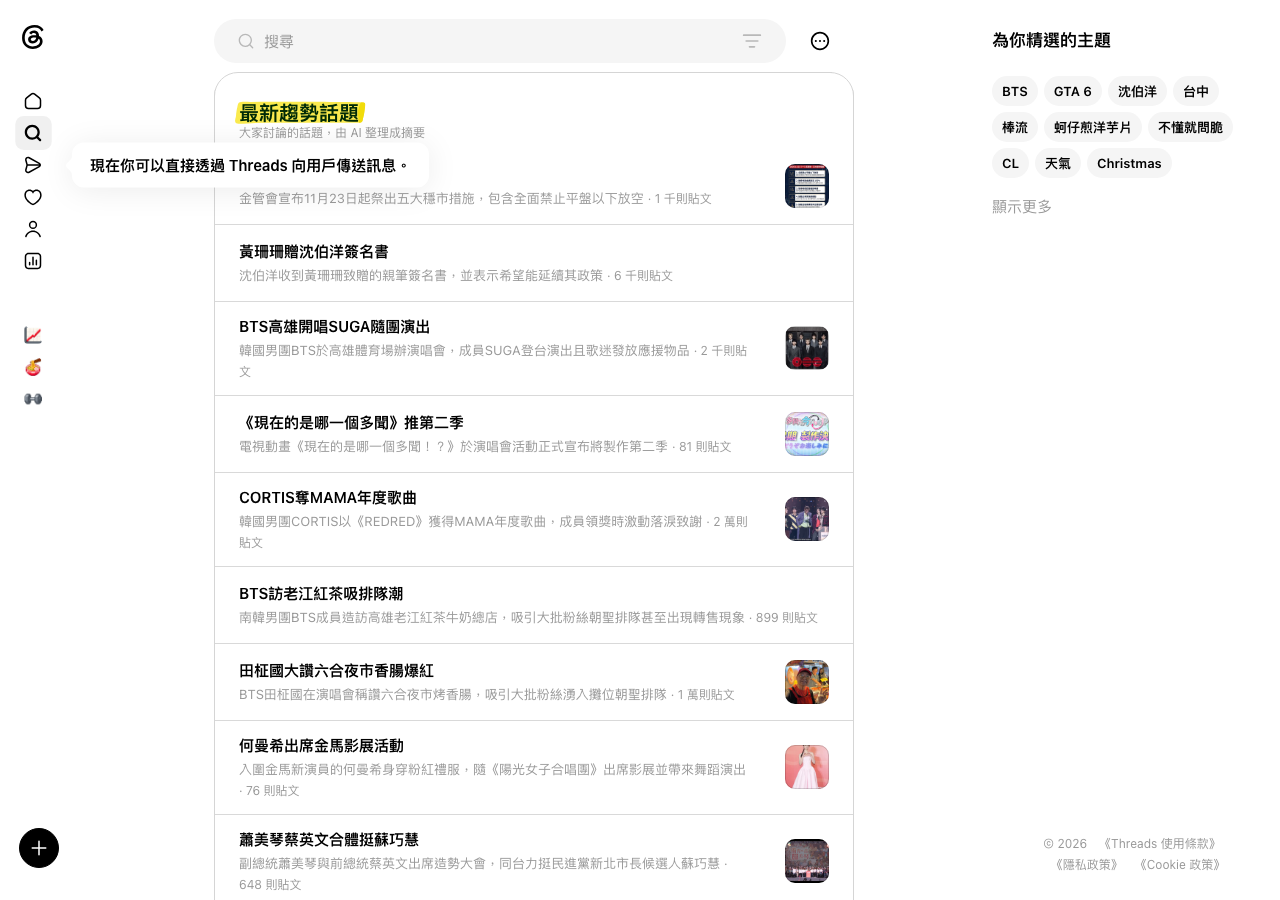 搜尋
最新趨勢話題
大家討論的話題，由 AI 整理成摘要
現在你可以直接透過 Threads 向用戶傳送訊息。
金管會宣布11月23日起祭出五大穩市措施，包含全面禁止平盤以下放空 · 1 千則貼文
黃珊珊贈沈伯洋簽名書
沈伯洋收到黃珊珊致贈的親筆簽名書，並表示希望能延續其政策 · 6 千則貼文
BTS高雄開唱SUGA隨團演出
韓國男團BTS於高雄體育場辦演唱會，成員SUGA登台演出且歌迷發放應援物品 · 2 千則貼
文
《現在的是哪一個多聞》推第二季
電視動畫《現在的是哪一個多聞！？》於演唱會活動正式宣布將製作第二季 · 81 則貼文
CORTIS奪MAMA年度歌曲
韓國男團CORTIS以《REDRED》獲得MAMA年度歌曲，成員領獎時激動落淚致謝 · 2 萬則
貼文
BTS訪老江紅茶吸排隊潮
南韓男團BTS成員造訪高雄老江紅茶牛奶總店，吸引大批粉絲朝聖排隊甚至出現轉售現象 · 899 則貼文
田柾國大讚六合夜市香腸爆紅
BTS田柾國在演唱會稱讚六合夜市烤香腸，吸引大批粉絲湧入攤位朝聖排隊 · 1 萬則貼文
何曼希出席金馬影展活動
入圍金馬新演員的何曼希身穿粉紅禮服，隨《陽光女子合唱團》出席影展並帶來舞蹈演出
· 76 則貼文
蕭美琴蔡英文合體挺蘇巧慧
副總統蕭美琴與前總統蔡英文出席造勢大會，同台力挺民進黨新北市長候選人蘇巧慧 ·
648 則貼文
為你精選的主題
BTS
GTA 6
沈伯洋
台中
棒流
蚵仔煎洋芋片
不懂就問脆
CL
天氣
Christmas
顯示更多
© 2026 《Threads 使用條款》
《隱私政策》 《Cookie 政策》